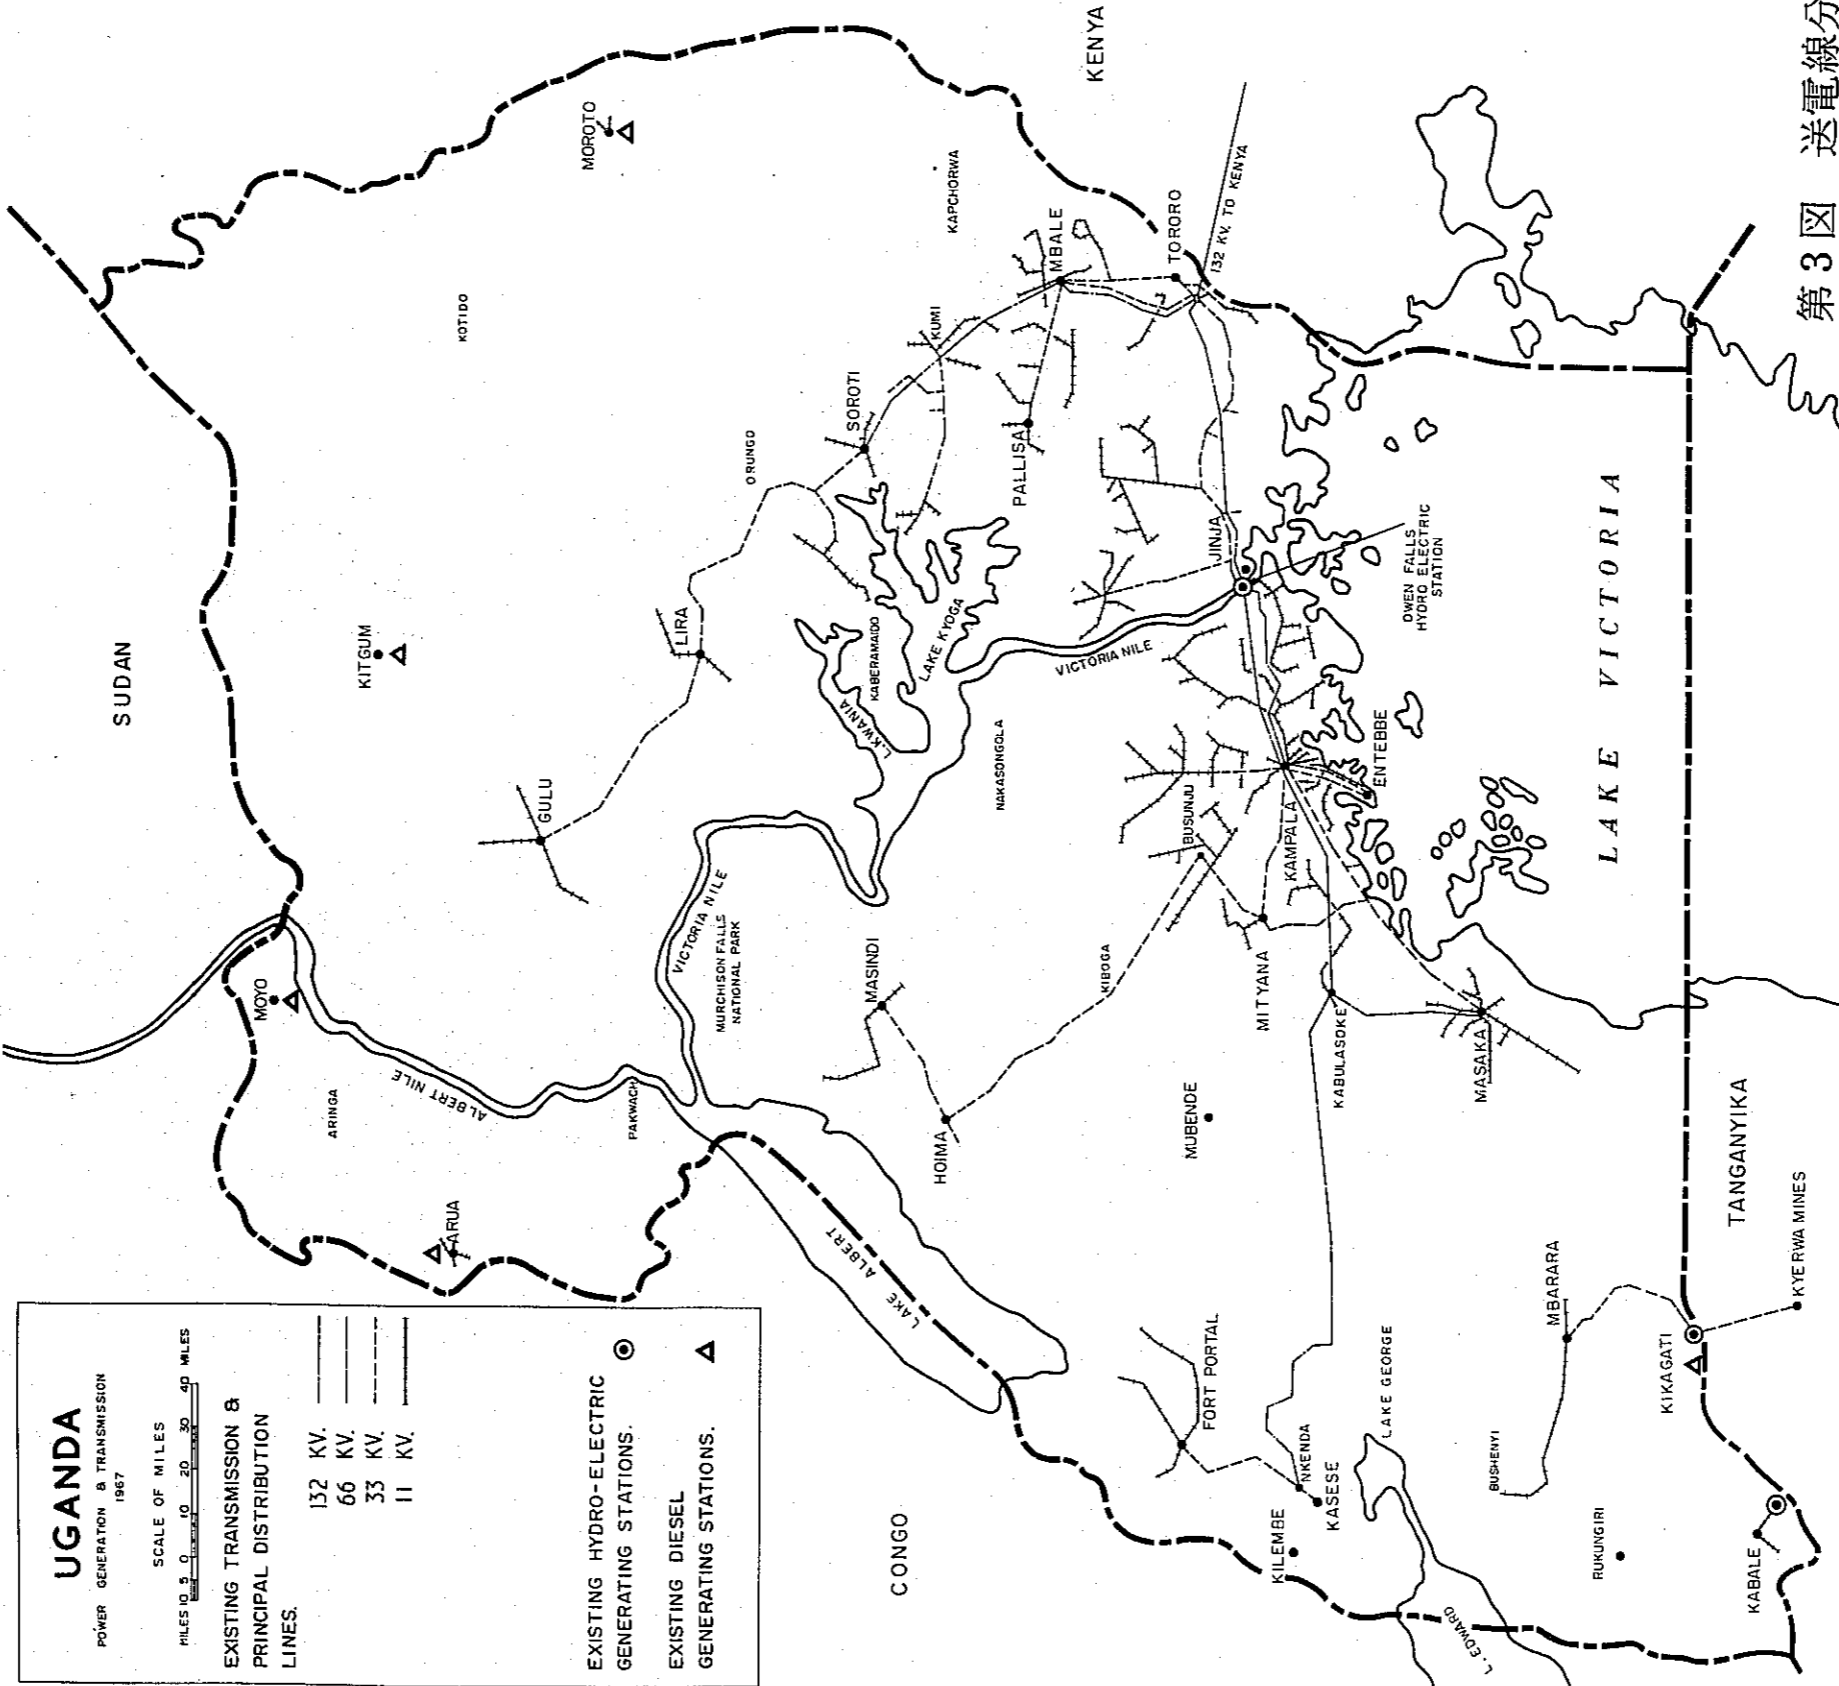 UGANDA
POWER GENERATION & TRANSMISSION
1967
SCALE OF MILES
MILES 10 5 0 10 20 30 40 MILES
EXISTING TRANSMISSION &
PRINCIPAL DISTRIBUTION
LINES.
132 KV.
66 KV.
33 KV.
11 KV.
EXISTING HYDRO-ELECTRIC
GENERATING STATIONS.
EXISTING DIESEL
GENERATING STATIONS.
SUDAN
KENYA
CONGO
TANGANYIKA
LAKE VICTORIA
MOYO
ARINGA
ALBERT NILE
ARUA
PAKWACH
KITGUM
GULU
LIRA
KOTIDO
MOROTO
ORUNGO
SOROTI
KUMI
KAPCHORWA
MBALE
TORORO
132 KV. TO KENYA
PALLISA
JINJA
OWEN FALLS
HYDRO ELECTRIC
STATION
VICTORIA NILE
LAKE KYOGA
KABERAMAIDO
L. KWANIA
NAKASONGOLA
VICTORIA NILE
MURCHISON FALLS
NATIONAL PARK
MASINDI
HOIMA
KIBOGA
BUSUNJU
KAMPALA
ENTEBBE
MITYANA
KABULASOKE
MASAKA
MUBENDE
LAKE ALBERT
FORT PORTAL
NKENDA
KASESE
KILEMBE
LAKE GEORGE
L. EDWARD
BUSHENYI
RUKUNGIRI
MBARARA
KIKAGATI
KYERWA MINES
KABALE
第3図 送電線分